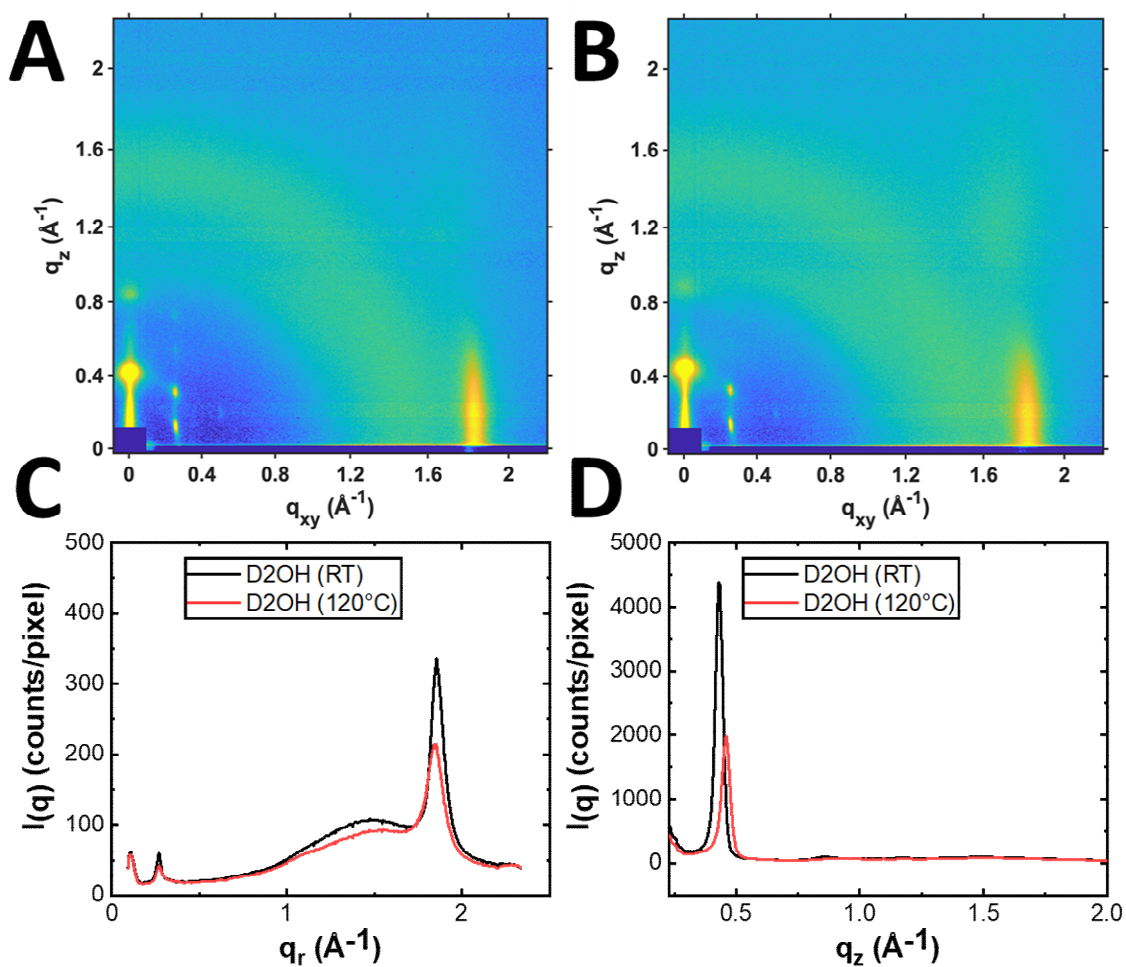 A
B
2
1.6
1.2
0.8
0.4
0
q_z (Å⁻¹)
0
0.4
0.8
1.2
1.6
2
q_xy (Å⁻¹)
2
1.6
1.2
0.8
0.4
0
q_z (Å⁻¹)
0
0.4
0.8
1.2
1.6
2
q_xy (Å⁻¹)
C
D
500
400
300
200
100
0
I(q) (counts/pixel)
D2OH (RT)
D2OH (120°C)
0
1
2
q_r (Å⁻¹)
5000
4000
3000
2000
1000
0
I(q) (counts/pixel)
D2OH (RT)
D2OH (120°C)
0.5
1.0
1.5
2.0
q_z (Å⁻¹)